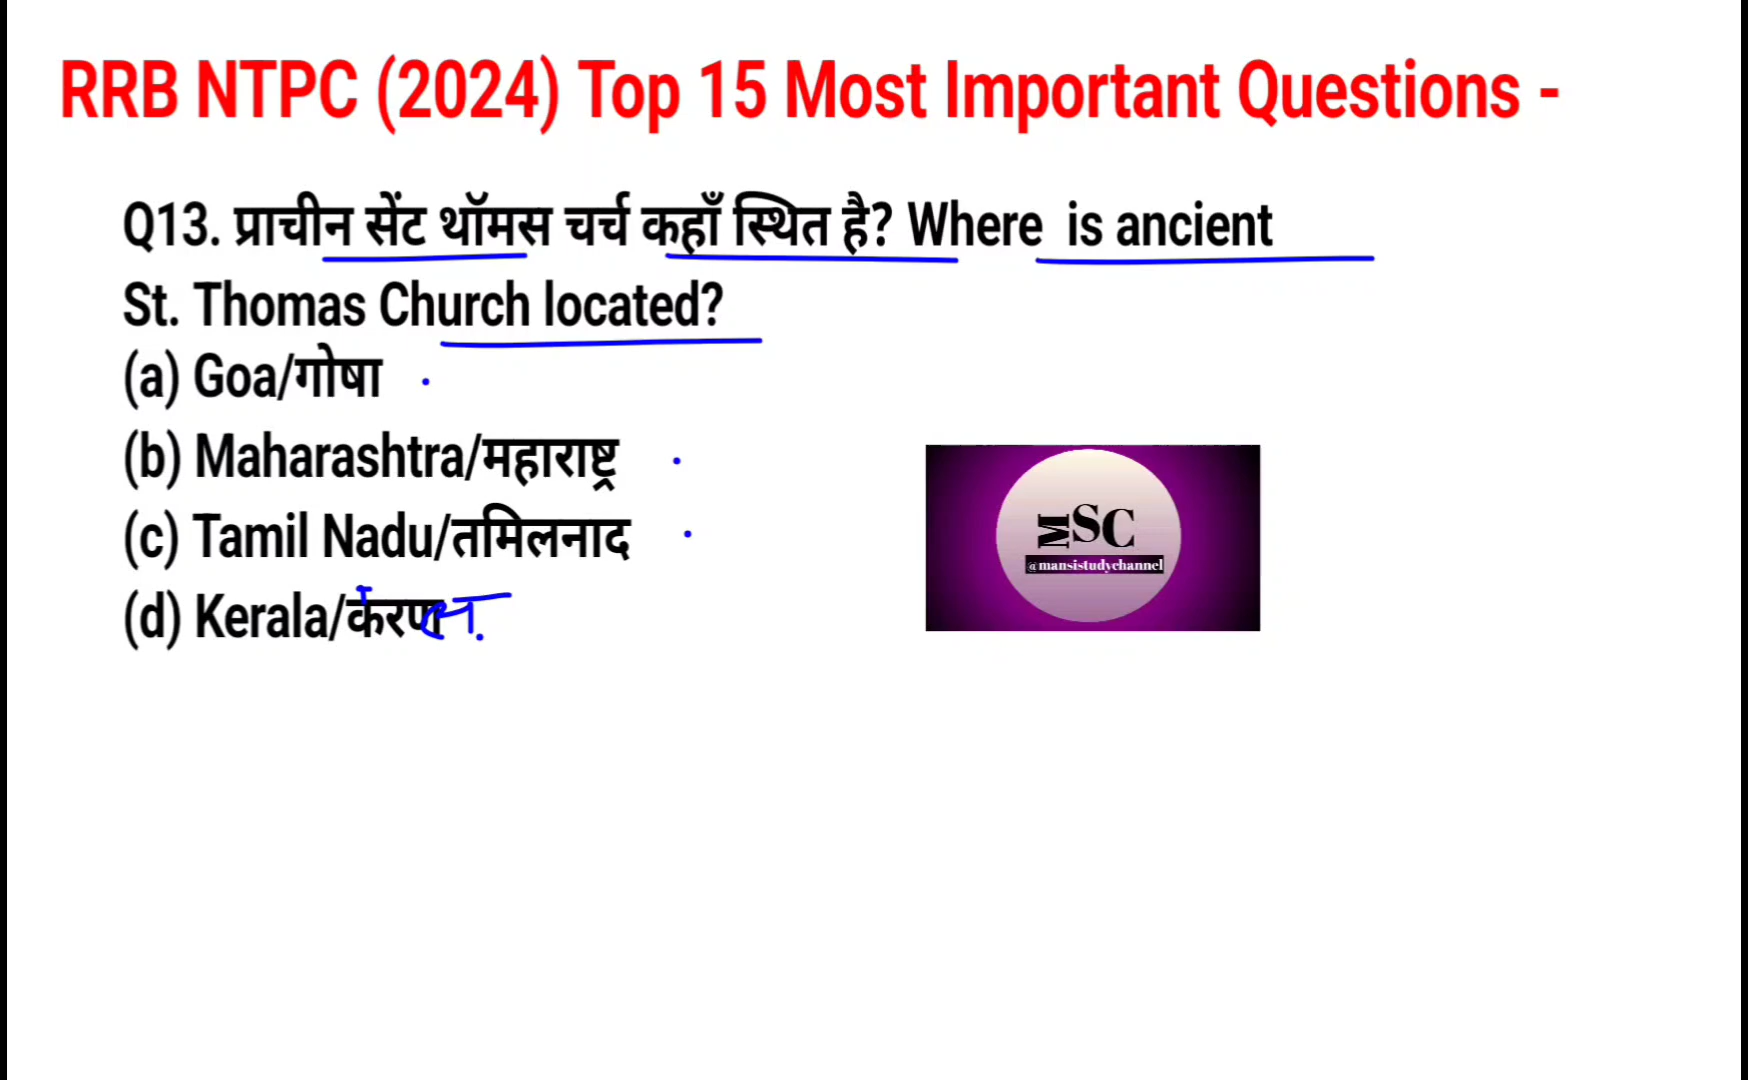 RRB NTPC (2024) Top 15 Most Important Questions -
Q13. प्राचीन सेंट थॉमस चर्च कहाँ स्थित है? Where is ancient
St. Thomas Church located?
(a) Goa/गोषा
(b) Maharashtra/महाराष्ट्र
(c) Tamil Nadu/तमिलनाद
(d) Kerala/
MSC
@mansistudychannel